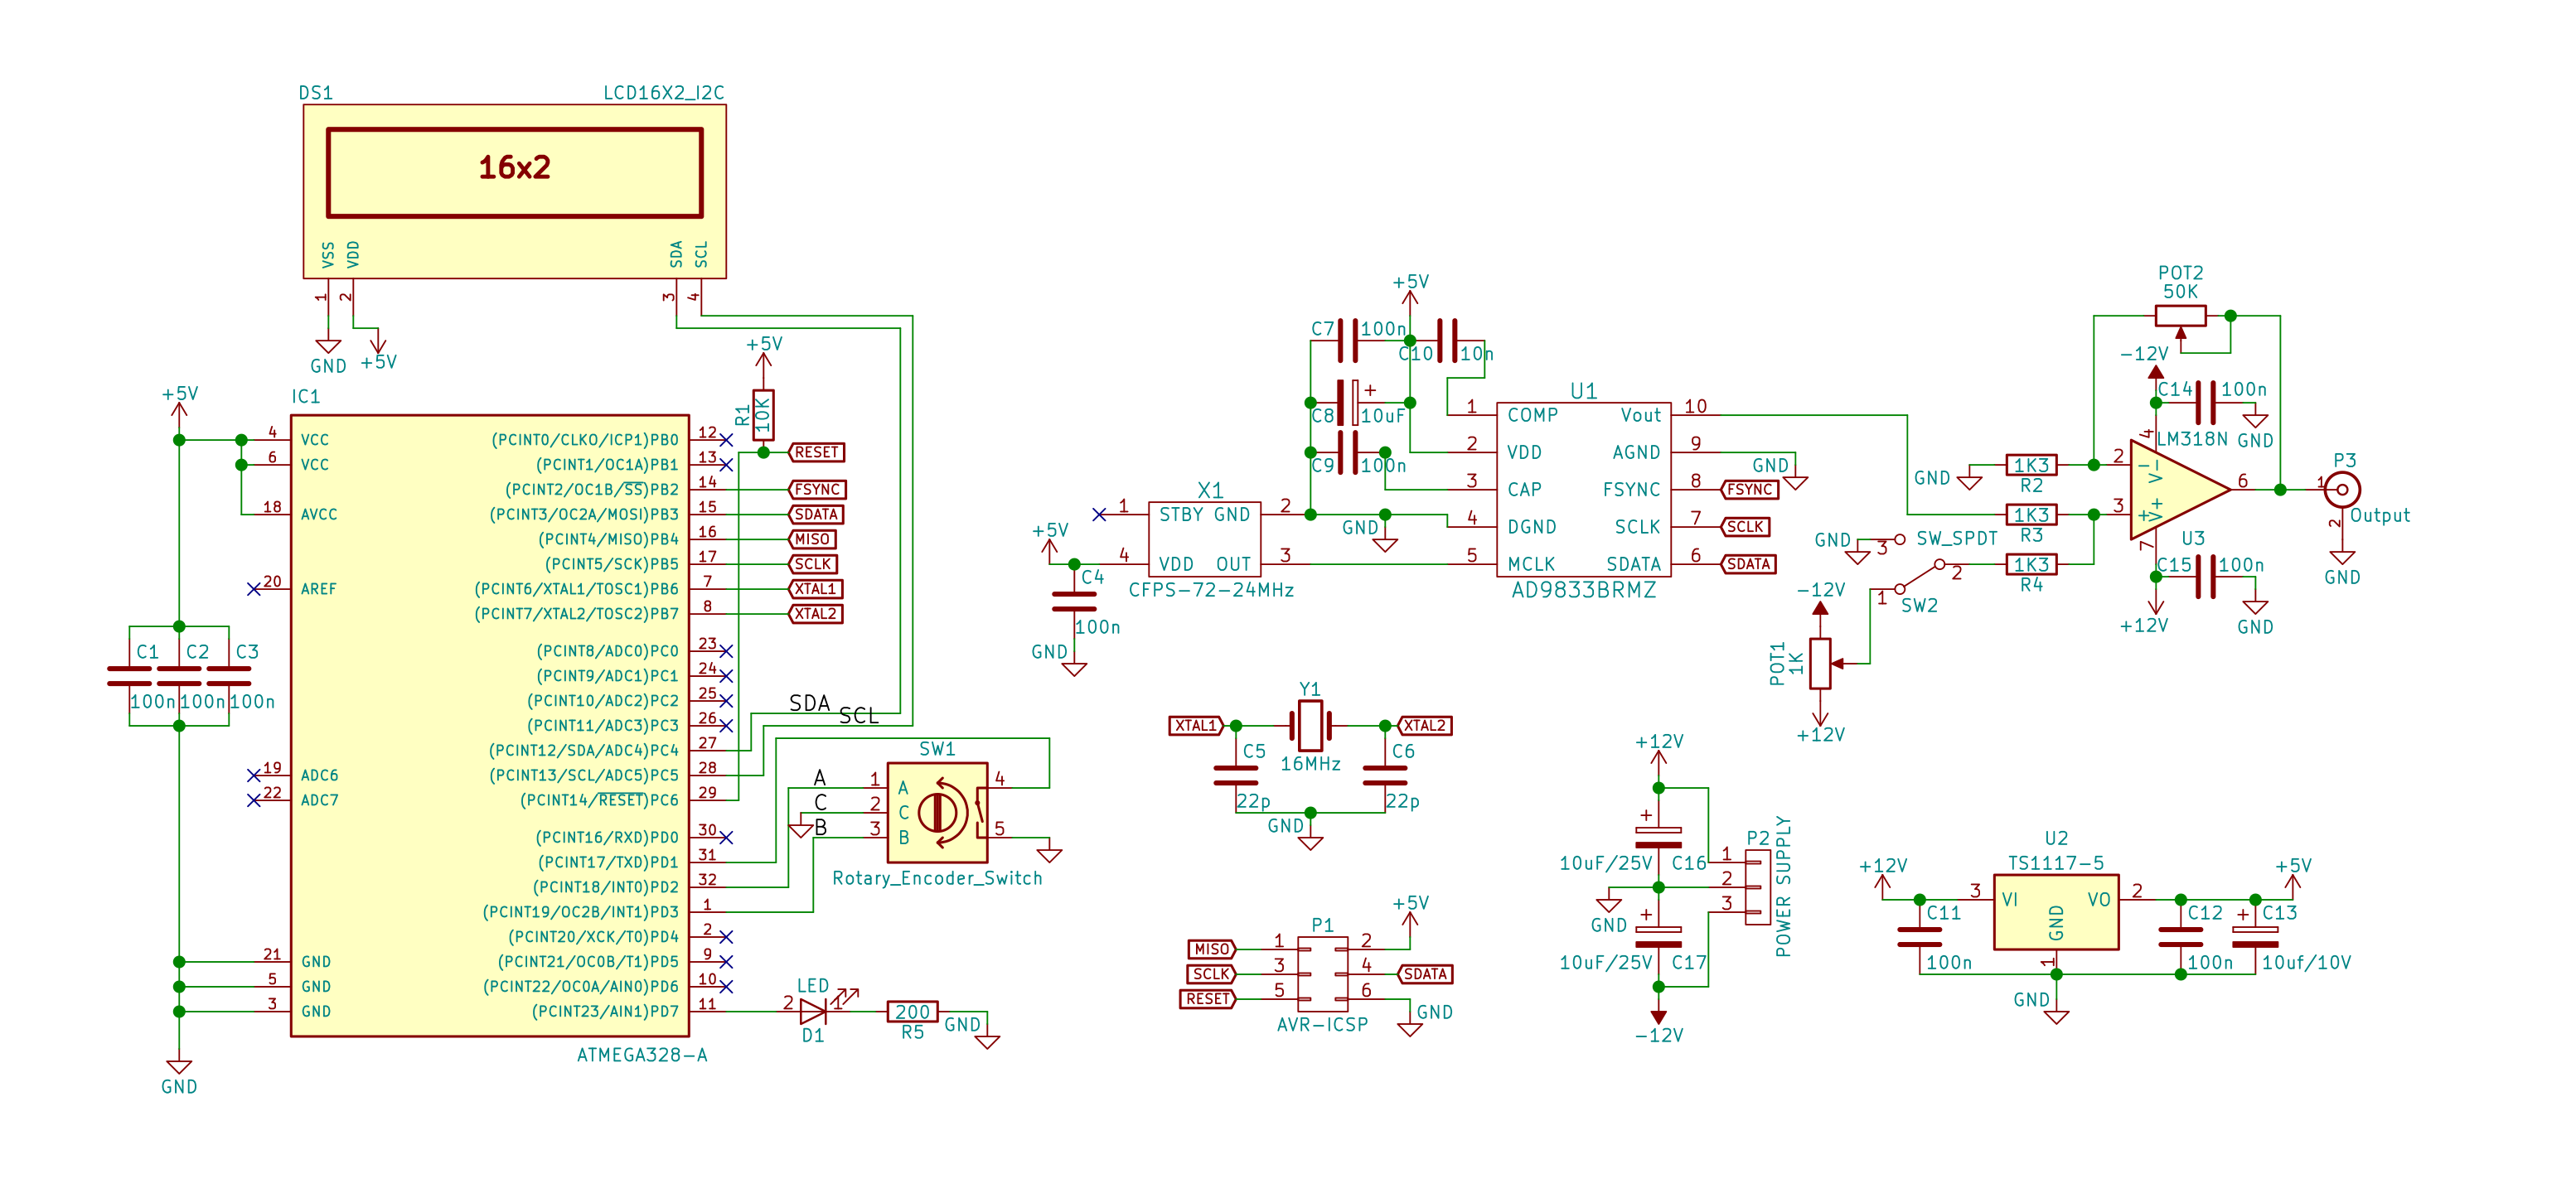 DS1 LCD16X2_I2C
16x2
VSS VDD SDA SCL
1 2 3 4
GND +5V
+5V
IC1
4 VCC
6 VCC
18 AVCC
20 AREF
19 ADC6
22 ADC7
21 GND
5 GND
3 GND
GND
C1 C2 C3
100n 100n 100n
(PCINT0/CLKO/ICP1)PB0 12
(PCINT1/OC1A)PB1 13
(PCINT2/OC1B/SS)PB2 14 FSYNC
(PCINT3/OC2A/MOSI)PB3 15 SDATA
(PCINT4/MISO)PB4 16 MISO
(PCINT5/SCK)PB5 17 SCLK
(PCINT6/XTAL1/TOSC1)PB6 7 XTAL1
(PCINT7/XTAL2/TOSC2)PB7 8 XTAL2
(PCINT8/ADC0)PC0 23
(PCINT9/ADC1)PC1 24
(PCINT10/ADC2)PC2 25
(PCINT11/ADC3)PC3 26
(PCINT12/SDA/ADC4)PC4 27
(PCINT13/SCL/ADC5)PC5 28
(PCINT14/RESET)PC6 29
(PCINT16/RXD)PD0 30
(PCINT17/TXD)PD1 31
(PCINT18/INT0)PD2 32
(PCINT19/OC2B/INT1)PD3 1
(PCINT20/XCK/T0)PD4 2
(PCINT21/OC0B/T1)PD5 9
(PCINT22/OC0A/AIN0)PD6 10
(PCINT23/AIN1)PD7 11
ATMEGA328-A
+5V
R1 10K
RESET
SDA
SCL
SW1
A 1 A 4
C 2 C
B 3 B 5
Rotary_Encoder_Switch
LED
2 1
D1
200
R5
GND
+5V
C7 100n
C10 10n
C8 + 10uF
C9 100n
X1
1 STBY GND 2
4 VDD OUT 3
CFPS-72-24MHz
+5V
C4
100n
GND
GND
U1
1 COMP Vout 10
2 VDD AGND 9
3 CAP FSYNC 8 FSYNC
4 DGND SCLK 7 SCLK
5 MCLK SDATA 6 SDATA
AD9833BRMZ
GND
Y1
XTAL1 XTAL2
16MHz
C5 C6
22p 22p
GND
P1
MISO 1 2 +5V
SCLK 3 4 SDATA
RESET 5 6 GND
AVR-ICSP
POT2
50K
-12V
C14 100n
GND
LM318N
4
2 - V-
3 + V+
6
7
U3
C15 100n
GND
+12V
P3
1
Output
2
GND
GND 1K3
R2
1K3
R3
1K3
R4
GND 3 SW_SPDT
2
1 SW2
-12V
POT1 1K
+12V
+12V
+
10uF/25V C16
GND
+
10uF/25V C17
-12V
P2
1
2
3
POWER SUPPLY
U2
TS1117-5
+12V 3 VI VO 2 +5V
GND
1
C11 C12 + C13
100n 100n 10uf/10V
GND